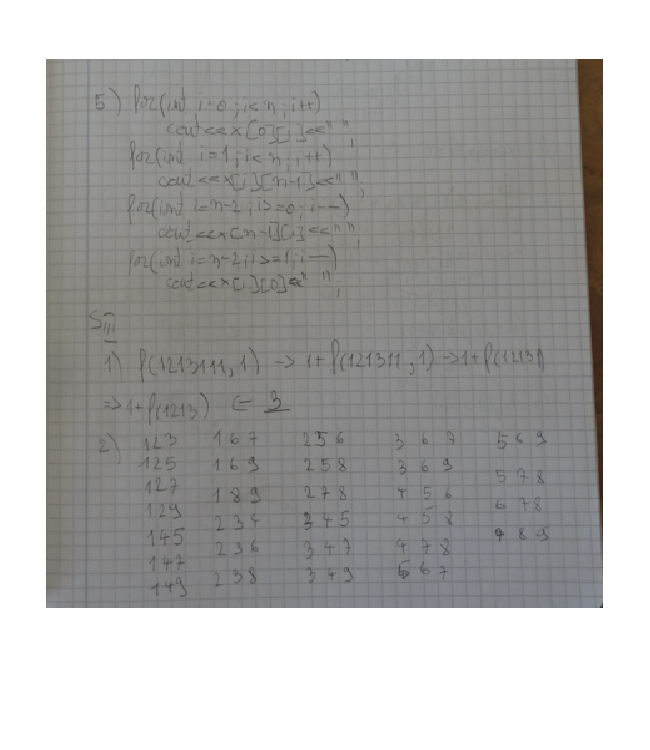 5) for(int i=0;i<n;i++)
cout<<x[0][i]<<" ";
for(int i=1;i<n;i++)
cout<<x[i][n-1]<<" ";
for(int i=n-2;i>=0;i--)
cout<<x[n-1][i]<<" ";
for(int i=n-2;i>=1;i--)
cout<<x[i][0]<<" ";
SIII
1) f(1213111,1) -> 1+f(121311,1) -> 1+f(12131)
=> 1+f(1213) <- 3
2) 123 167 256 367 569
125 169 258 369 578
127 189 278 456 678
129 234 345 458 789
145 236 347 478
147 238 349 567
149